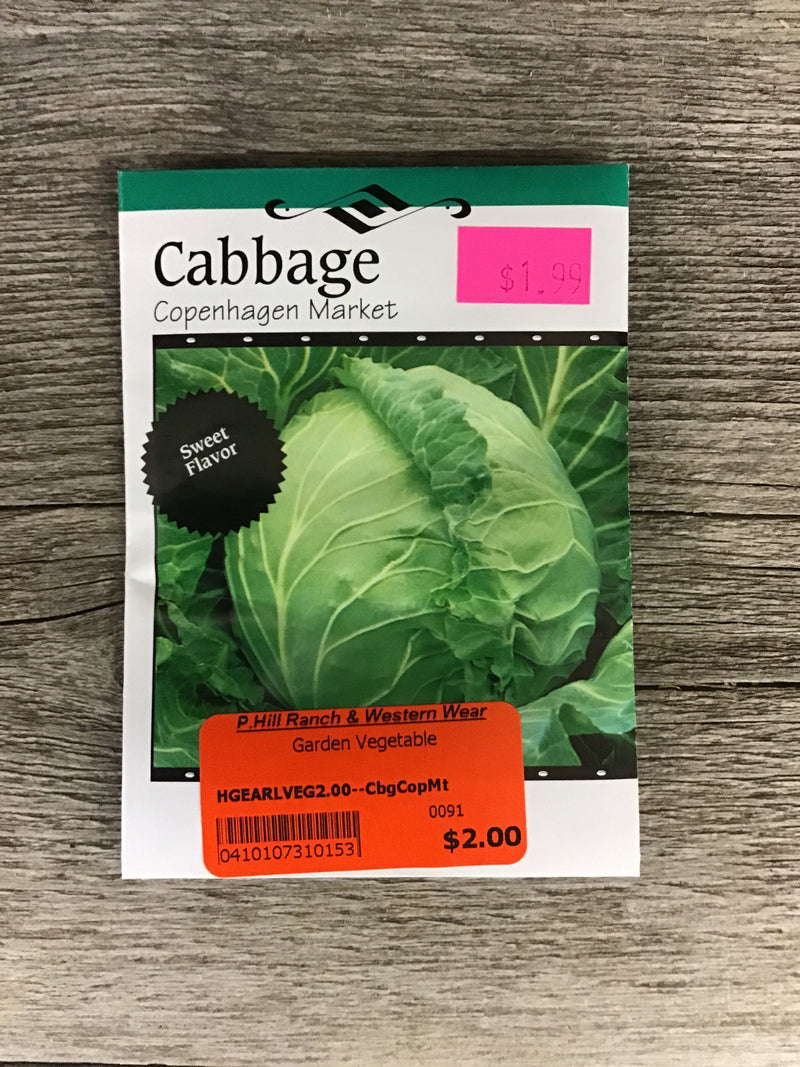 Cabbage
$1.99
Copenhagen Market
Sweet
Flavor
P.Hill Ranch & Western Wear
Garden Vegetable
HGEARLVEG2.00--CbgCopMt
0091
$2.00
0410107310153